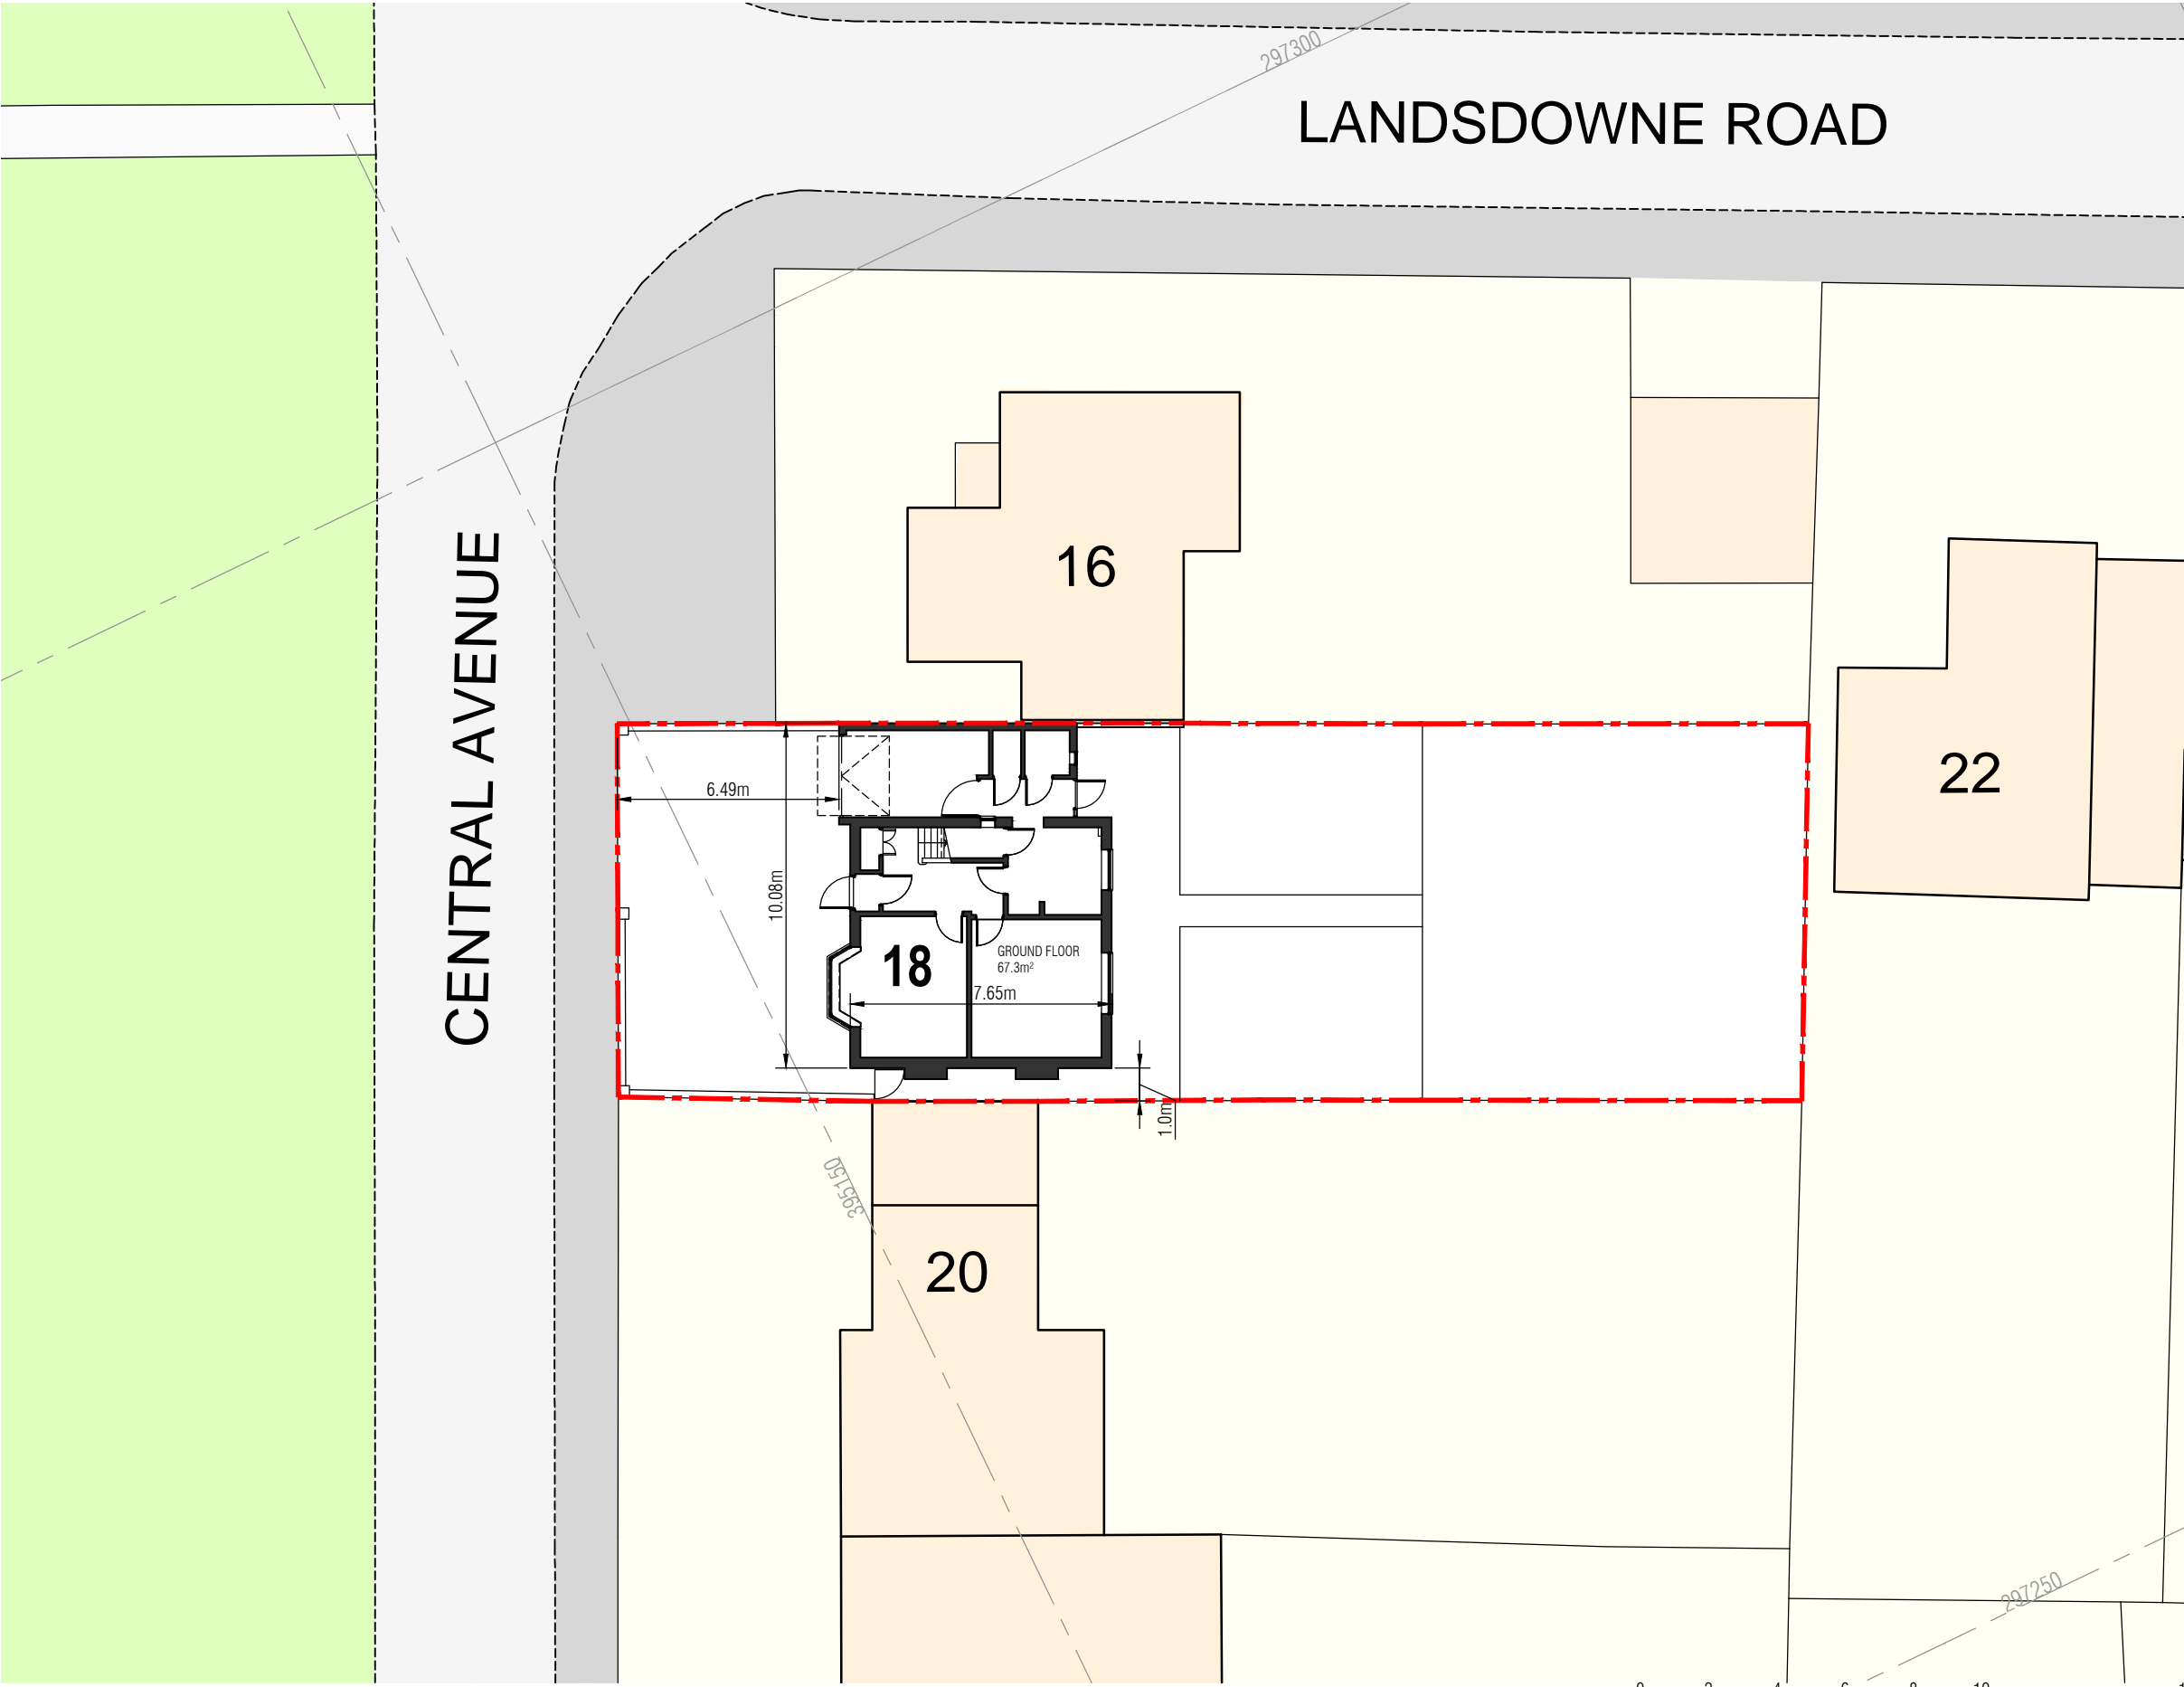 297300
LANDSDOWNE ROAD
16
CENTRAL AVENUE
22
6.49m
10.08m
18
GROUND FLOOR
67.3m²
7.65m
1.0m
395150
20
297250